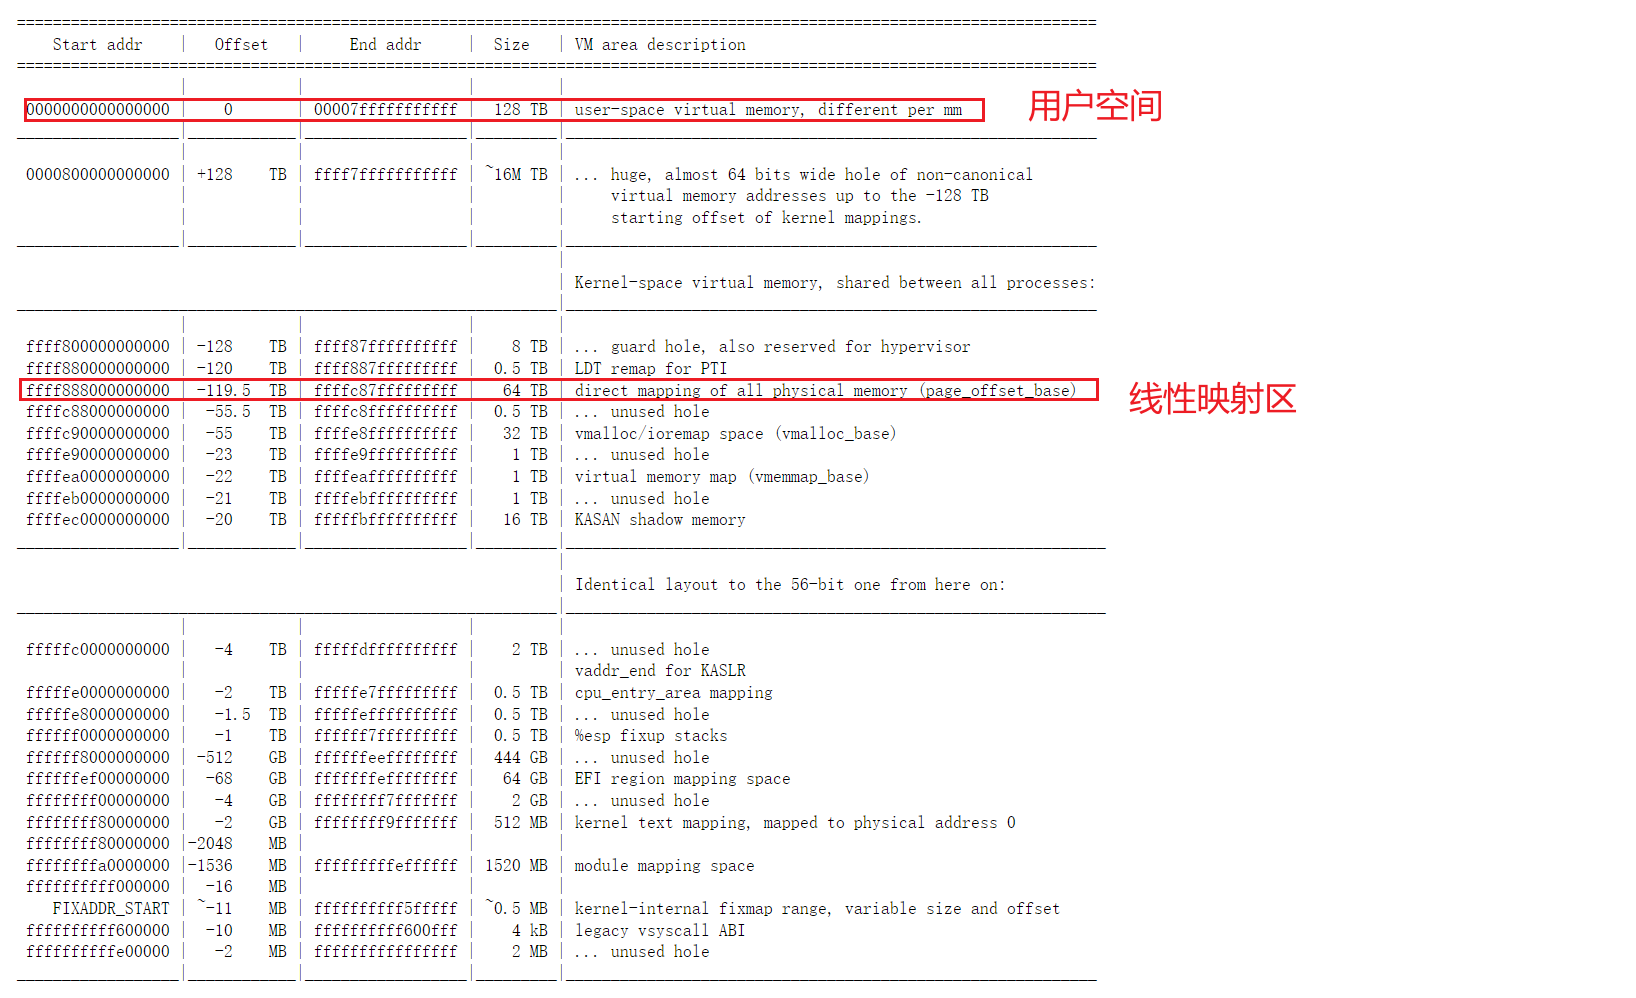 ==================================================
Start addr | Offset | End addr | Size | VM area description
==================================================
0000000000000000 | 0 | 00007fffffffffff | 128 TB | user-space virtual memory, different per mm
用户空间
0000800000000000 | +128 TB | ffff7fffffffffff | ~16M TB | ... huge, almost 64 bits wide hole of non-canonical
virtual memory addresses up to the -128 TB
starting offset of kernel mappings.
Kernel-space virtual memory, shared between all processes:
ffff800000000000 | -128 TB | ffff87ffffffffff | 8 TB | ... guard hole, also reserved for hypervisor
ffff880000000000 | -120 TB | ffff887fffffffff | 0.5 TB | LDT remap for PTI
ffff888000000000 | -119.5 TB | ffffc87fffffffff | 64 TB | direct mapping of all physical memory (page_offset_base)
线性映射区
ffffc88000000000 | -55.5 TB | ffffc8ffffffffff | 0.5 TB | ... unused hole
ffffc90000000000 | -55 TB | ffffe8ffffffffff | 32 TB | vmalloc/ioremap space (vmalloc_base)
ffffe90000000000 | -23 TB | ffffe9ffffffffff | 1 TB | ... unused hole
ffffea0000000000 | -22 TB | ffffeaffffffffff | 1 TB | virtual memory map (vmemmap_base)
ffffeb0000000000 | -21 TB | ffffebffffffffff | 1 TB | ... unused hole
ffffec0000000000 | -20 TB | fffffbffffffffff | 16 TB | KASAN shadow memory
Identical layout to the 56-bit one from here on:
fffffc0000000000 | -4 TB | fffffdffffffffff | 2 TB | ... unused hole
vaddr_end for KASLR
fffffe0000000000 | -2 TB | fffffe7fffffffff | 0.5 TB | cpu_entry_area mapping
fffffe8000000000 | -1.5 TB | fffffeffffffffff | 0.5 TB | ... unused hole
ffffff0000000000 | -1 TB | ffffff7fffffffff | 0.5 TB | %esp fixup stacks
ffffff8000000000 | -512 GB | ffffffeeffffffff | 444 GB | ... unused hole
ffffffef00000000 | -68 GB | fffffffeffffffff | 64 GB | EFI region mapping space
ffffffff00000000 | -4 GB | ffffffff7fffffff | 2 GB | ... unused hole
ffffffff80000000 | -2 GB | ffffffff9fffffff | 512 MB | kernel text mapping, mapped to physical address 0
ffffffff80000000 |-2048 MB | | |
ffffffffa0000000 |-1536 MB | fffffffffeffffff | 1520 MB | module mapping space
ffffffffff000000 | -16 MB | | |
FIXADDR_START | ~-11 MB | ffffffffff5fffff | ~0.5 MB | kernel-internal fixmap range, variable size and offset
ffffffffff600000 | -10 MB | ffffffffff600fff | 4 kB | legacy vsyscall ABI
ffffffffffe00000 | -2 MB | ffffffffffffffff | 2 MB | ... unused hole